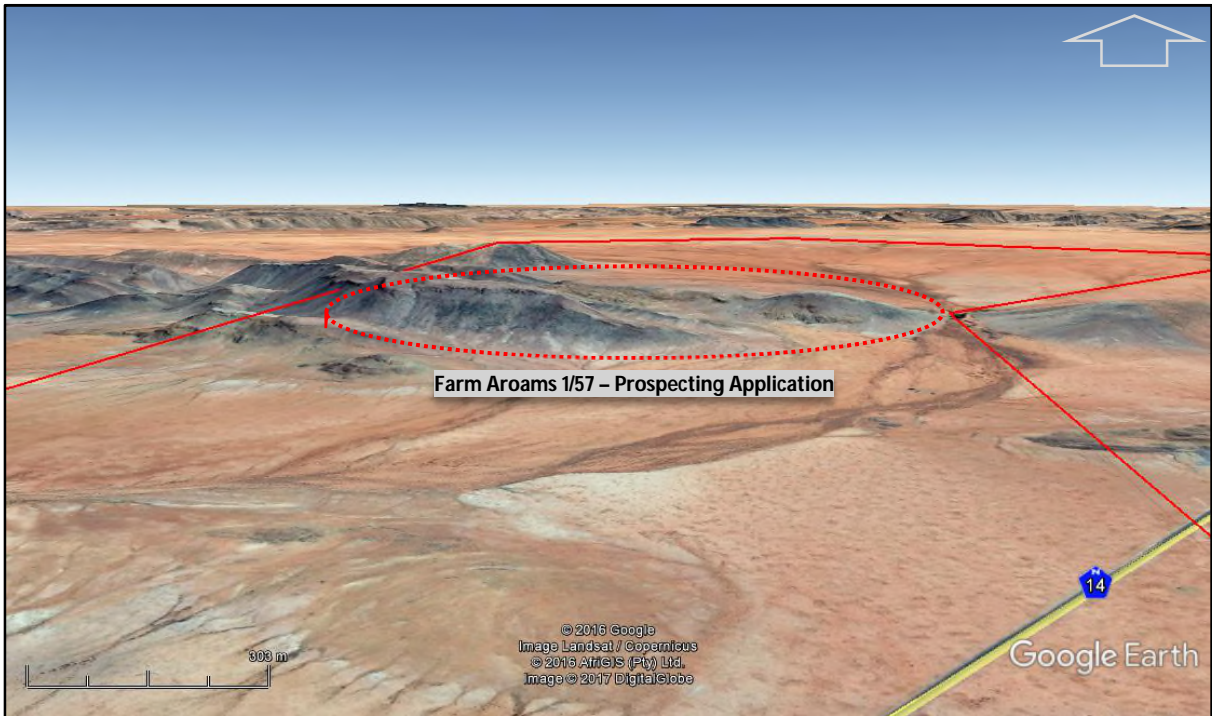 Farm Aroams 1/57 – Prospecting Application
N
14
303 m
© 2016 Google
Image Landsat / Copernicus
© 2016 AfriGIS (Pty) Ltd.
Image © 2017 DigitalGlobe
Google Earth